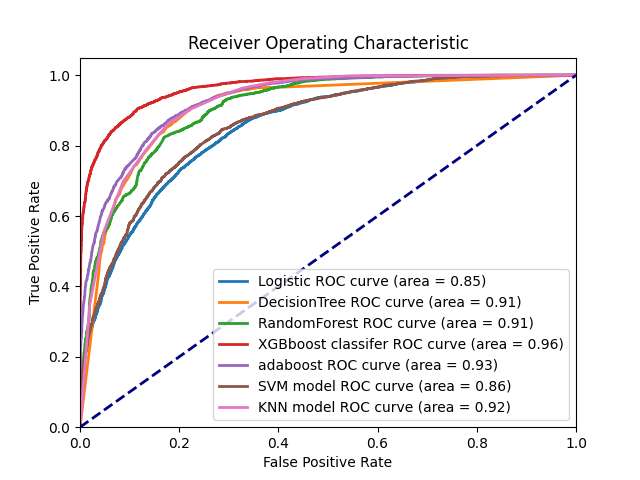 Receiver Operating Characteristic
True Positive Rate
1.0
0.8
0.6
0.4
0.2
0.0
Logistic ROC curve (area = 0.85)
DecisionTree ROC curve (area = 0.91)
RandomForest ROC curve (area = 0.91)
XGBboost classifer ROC curve (area = 0.96)
adaboost ROC curve (area = 0.93)
SVM model ROC curve (area = 0.86)
KNN model ROC curve (area = 0.92)
0.0 0.2 0.4 0.6 0.8 1.0
False Positive Rate